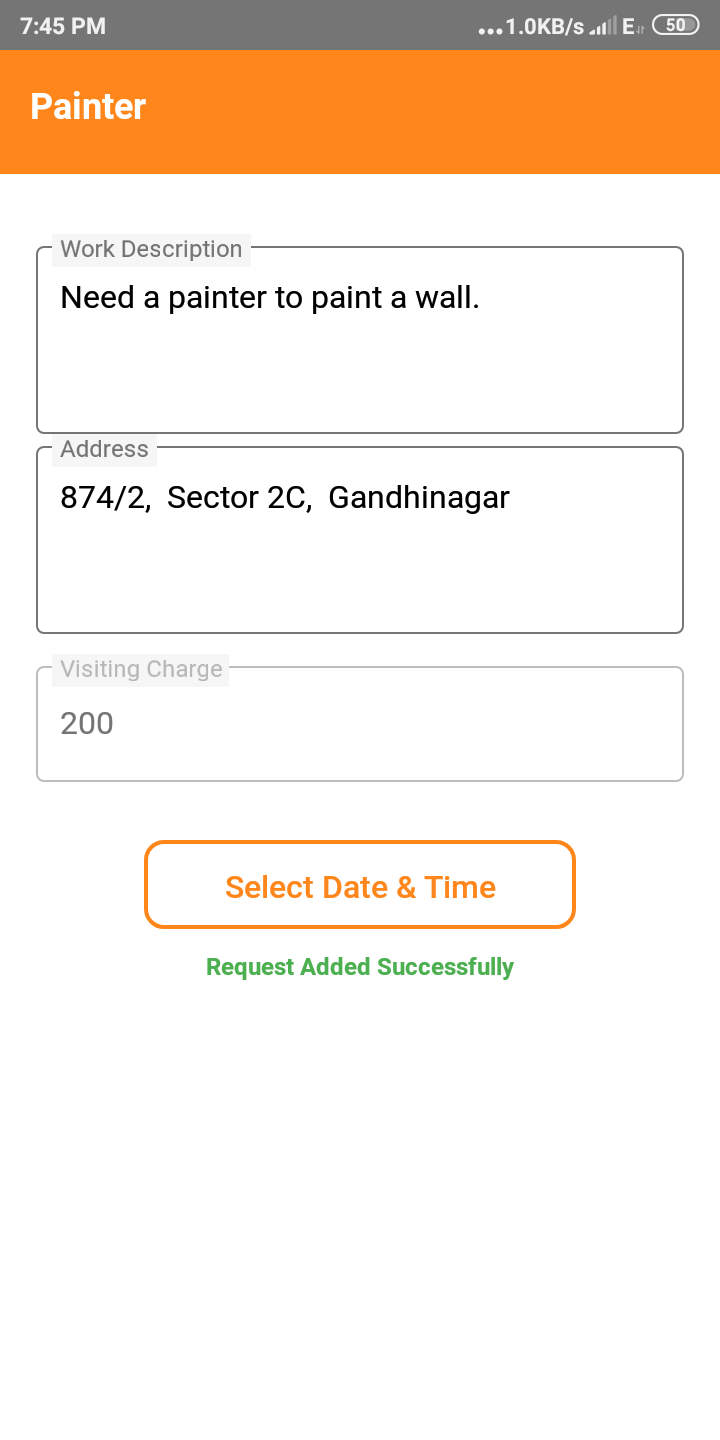 7:45 PM ...1.0KB/s E 50
Painter
Work Description
Need a painter to paint a wall.
Address
874/2, Sector 2C, Gandhinagar
Visiting Charge
200
Select Date & Time
Request Added Successfully